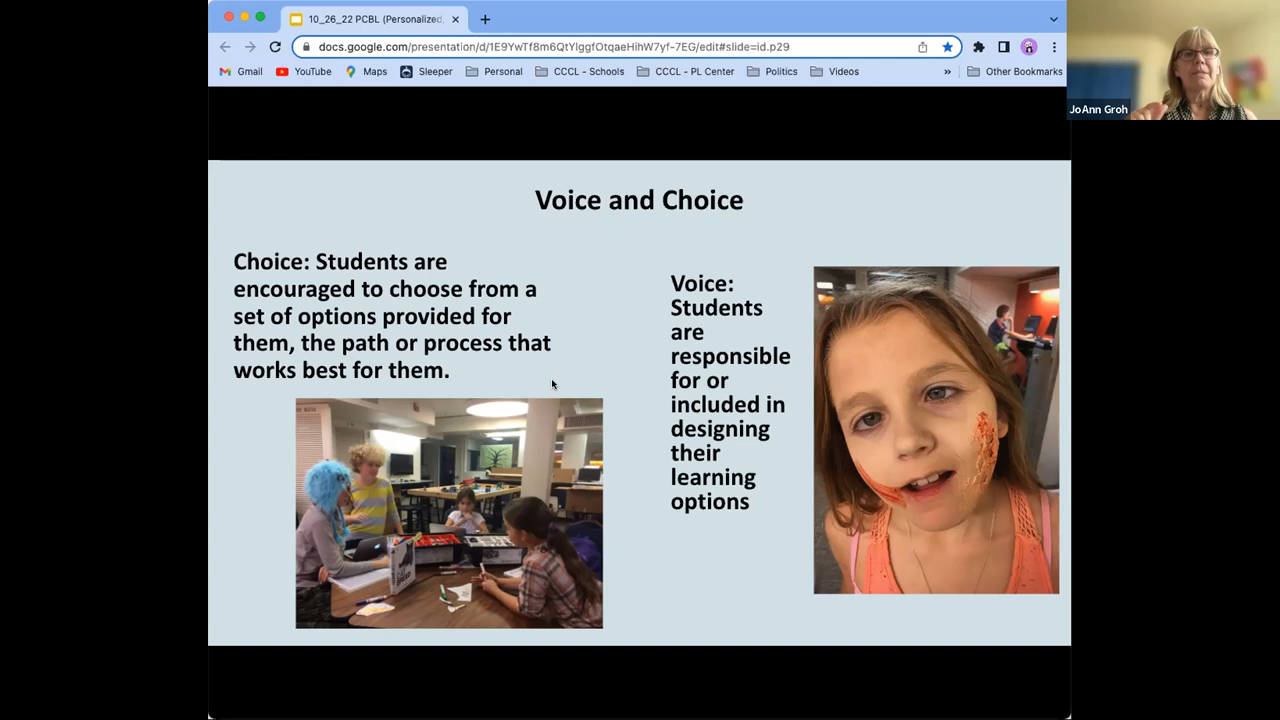 10_26_22 PCBL (Personalized,
docs.google.com/presentation/d/1E9YwTf8m6QtYlggfOtqaeHihW7yf-7EG/edit#slide=id.p29
Gmail YouTube Maps Sleeper Personal CCCL - Schools CCCL - PL Center Politics Videos » Other Bookmarks
JoAnn Groh
Voice and Choice
Choice: Students are
encouraged to choose from a
set of options provided for
them, the path or process that
works best for them.
Voice:
Students
are
responsible
for or
included in
designing
their
learning
options